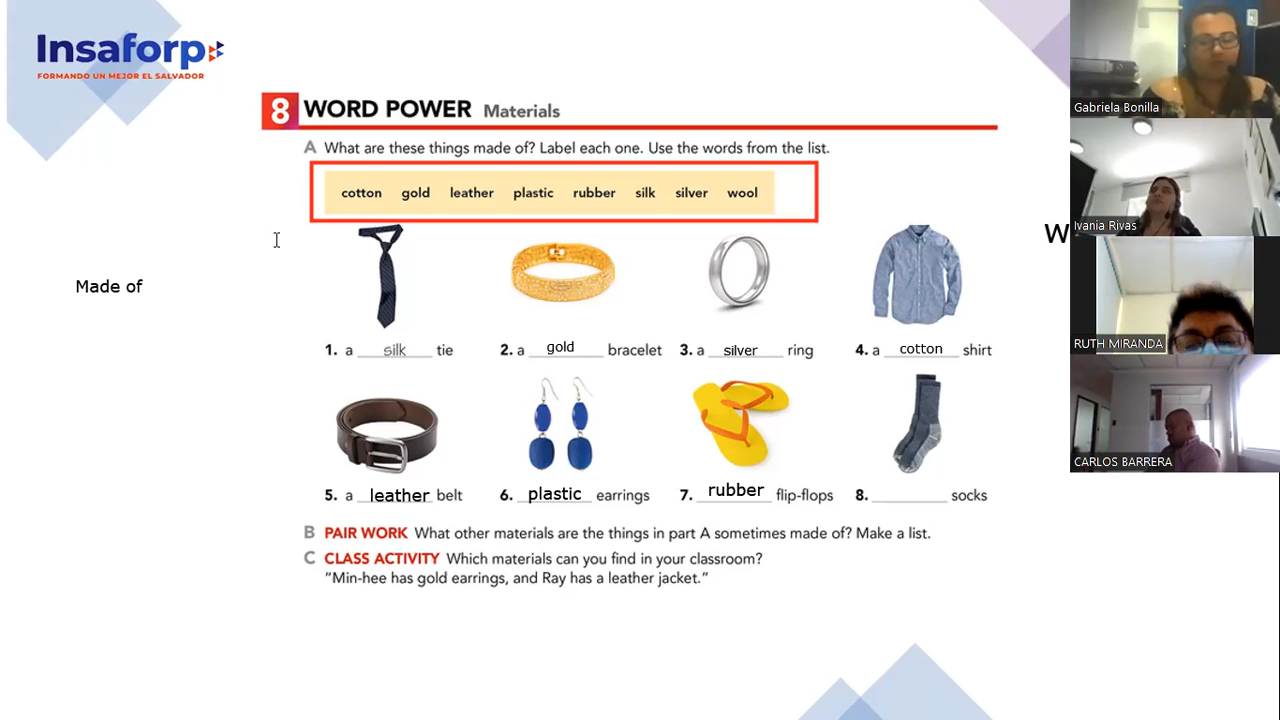 Insaforp
FORMANDO UN MEJOR EL SALVADOR
8 WORD POWER Materials
A What are these things made of? Label each one. Use the words from the list.
cotton gold leather plastic rubber silk silver wool
Made of
W
1. a silk tie
2. a gold bracelet
3. a silver ring
4. a cotton shirt
5. a leather belt
6. plastic earrings
7. rubber flip-flops
8. ________ socks
B PAIR WORK What other materials are the things in part A sometimes made of? Make a list.
C CLASS ACTIVITY Which materials can you find in your classroom?
“Min-hee has gold earrings, and Ray has a leather jacket.”
Gabriela Bonilla
Ivania Rivas
RUTH MIRANDA
CARLOS BARRERA